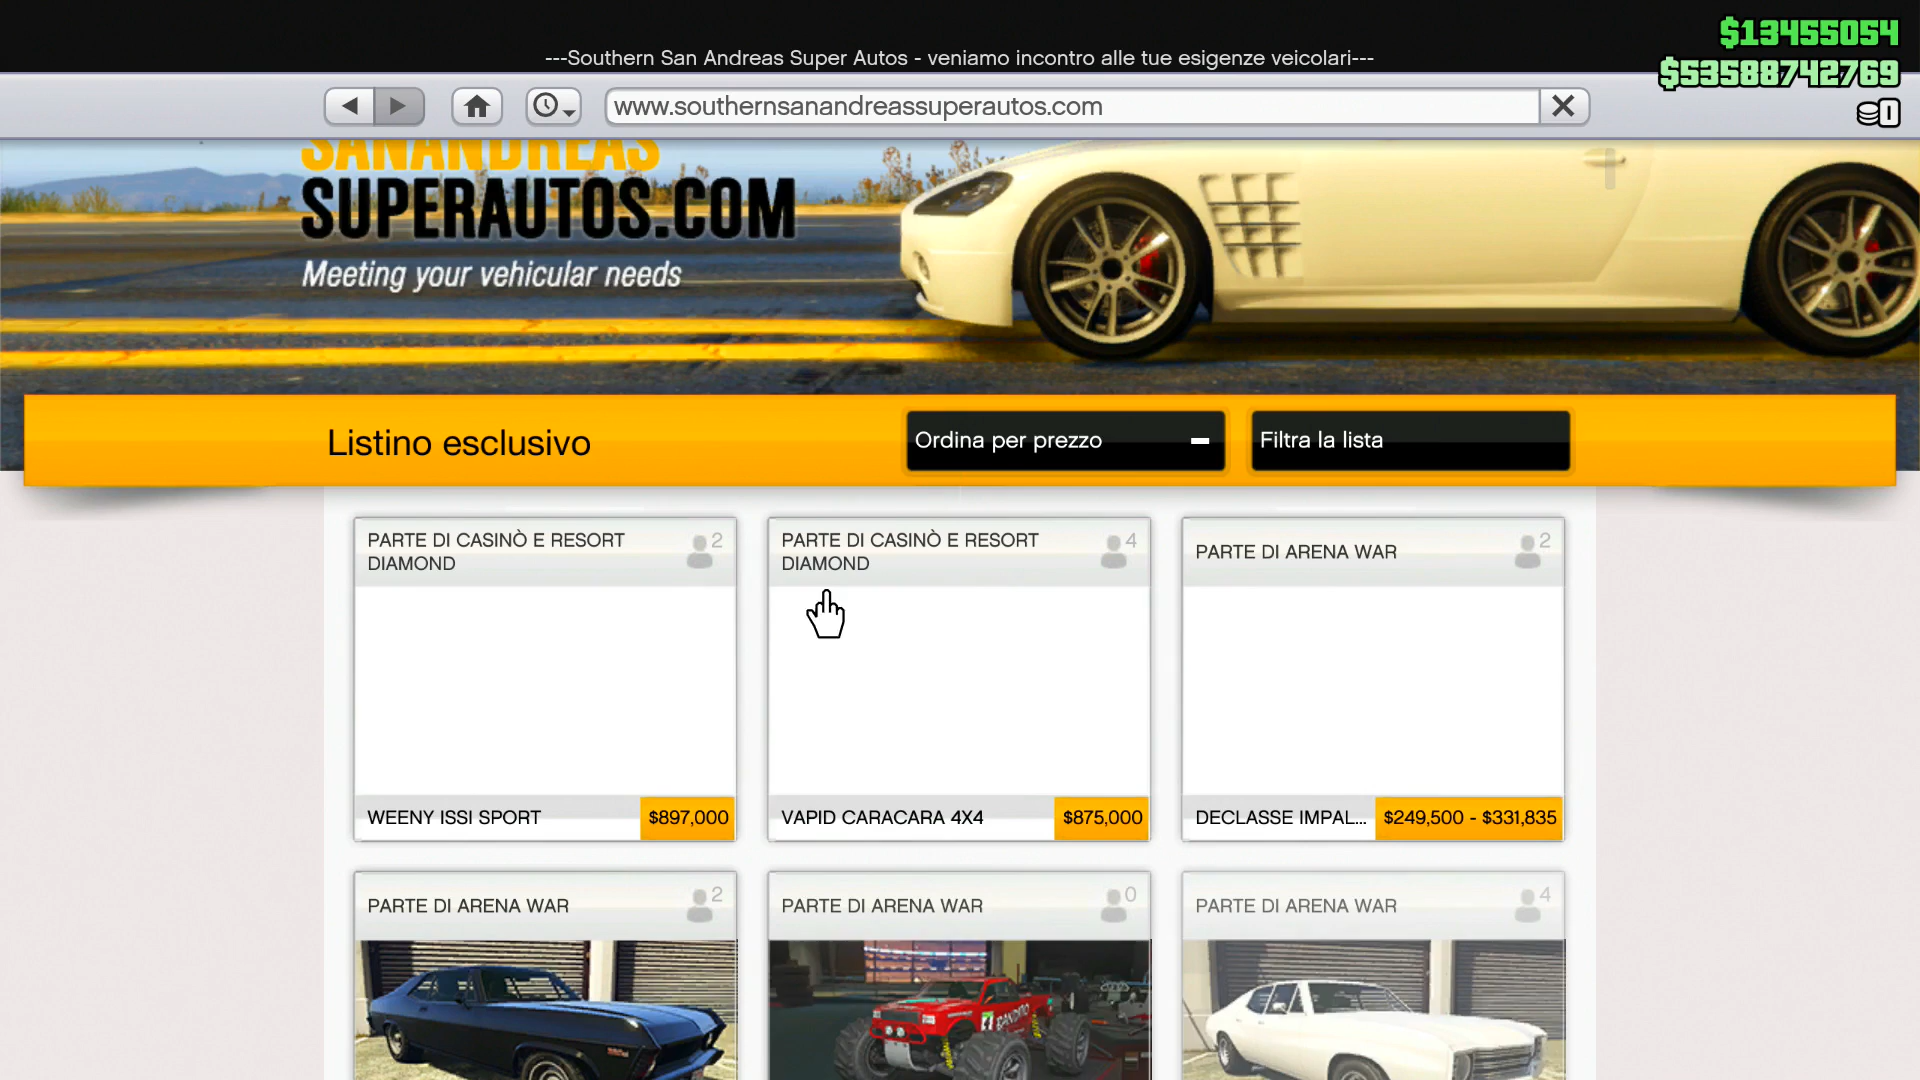 ---Southern San Andreas Super Autos - veniamo incontro alle tue esigenze veicolari---
$13455054
$53588742769
0
www.southernsanandreassuperautos.com
SANANDREAS
SUPERAUTOS.COM
Meeting your vehicular needs
Listino esclusivo
Ordina per prezzo
Filtra la lista
PARTE DI CASINÒ E RESORT
DIAMOND
2
WEENY ISSI SPORT
$897,000
PARTE DI CASINÒ E RESORT
DIAMOND
4
VAPID CARACARA 4X4
$875,000
PARTE DI ARENA WAR
2
DECLASSE IMPAL...
$249,500 - $331,835
PARTE DI ARENA WAR
2
PARTE DI ARENA WAR
0
BANDITO
PARTE DI ARENA WAR
4